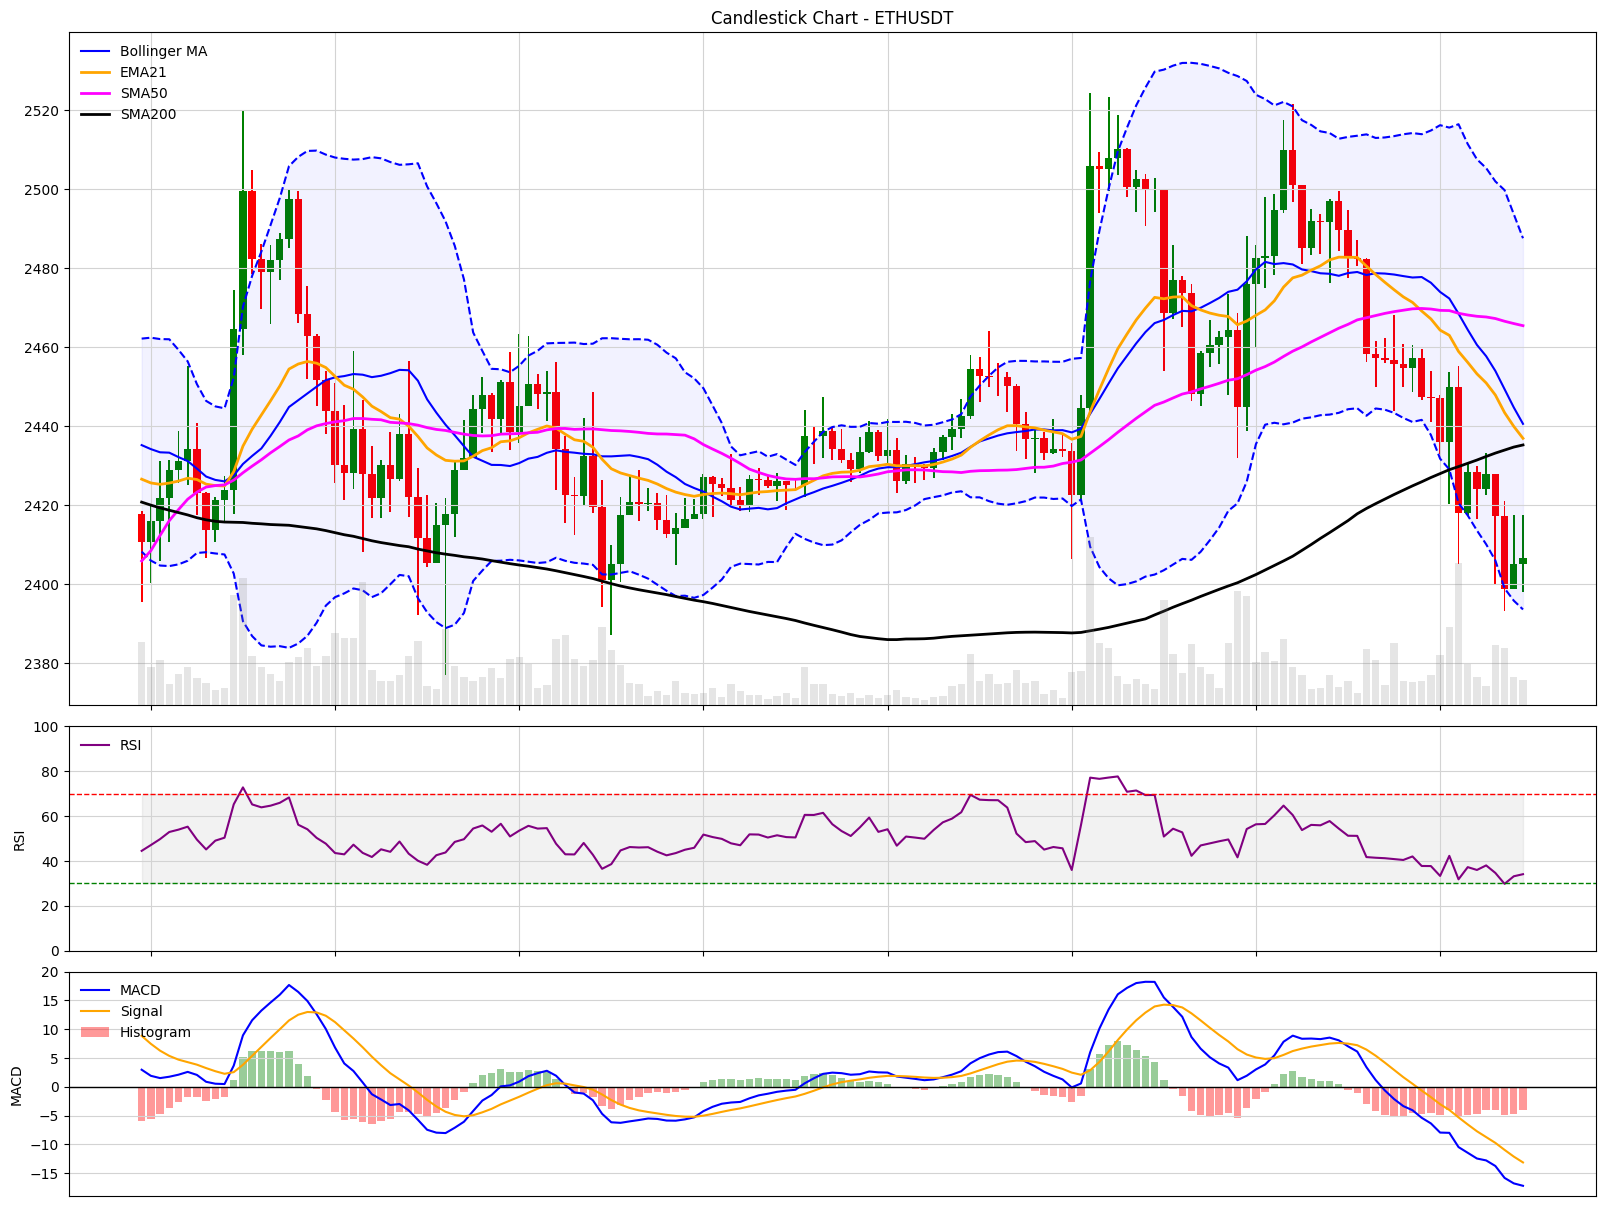 Candlestick Chart - ETHUSDT
Bollinger MA
EMA21
SMA50
SMA200
2520
2500
2480
2460
2440
2420
2400
2380
RSI
100
80
60
40
20
0
RSI
MACD
Signal
Histogram
20
15
10
5
0
−5
−10
−15
MACD